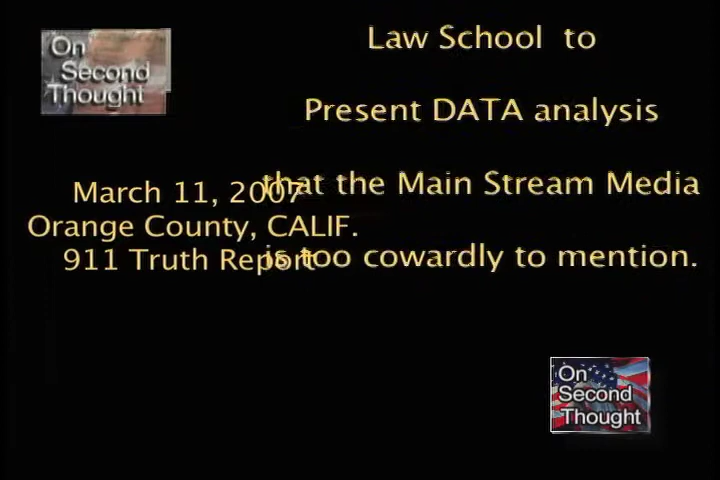 On
Second
Thought
Law School to
Present DATA analysis
that the Main Stream Media
is too cowardly to mention.
March 11, 2007
Orange County, CALIF.
911 Truth Report
On
Second
Thought